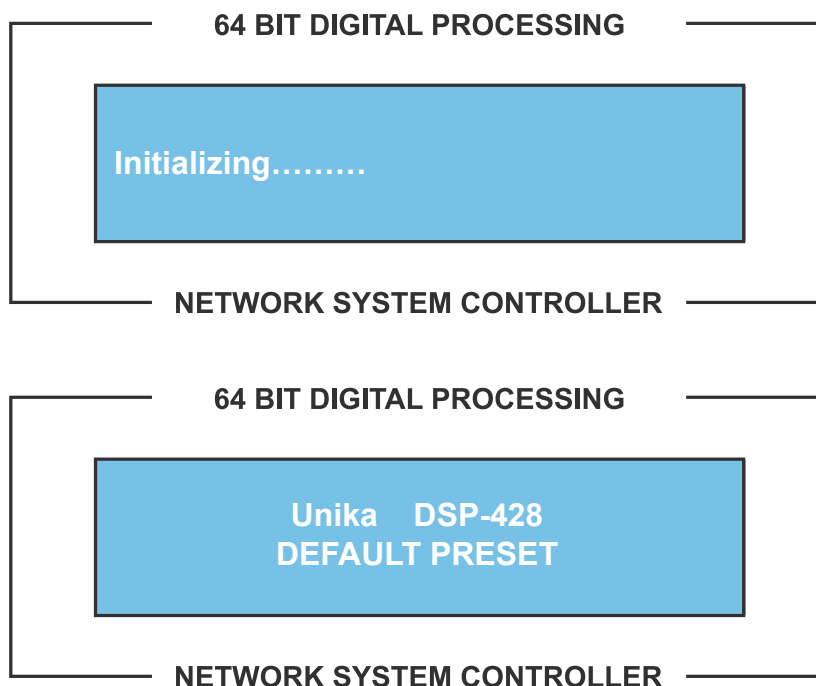 64 BIT DIGITAL PROCESSING
Initializing.........
NETWORK SYSTEM CONTROLLER
64 BIT DIGITAL PROCESSING
Unika DSP-428
DEFAULT PRESET
NETWORK SYSTEM CONTROLLER